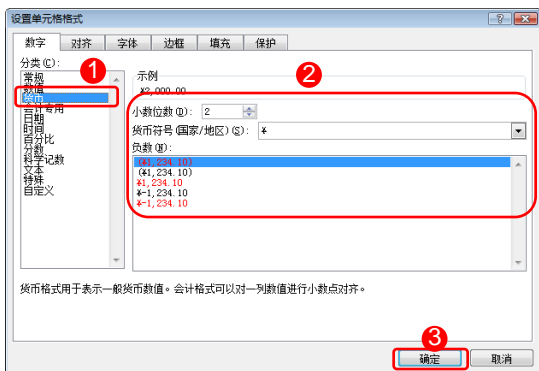 设置单元格格式
数字 对齐 字体 边框 填充 保护
分类(C):
1
2
常规
数值
货币
会计专用
日期
时间
百分比
分数
科学记数
文本
特殊
自定义
示例
¥2,000.00
小数位数(D): 2
货币符号(国家/地区)(S): ¥
负数(N):
(¥1,234.10)
(¥1,234.10)
¥1,234.10
¥-1,234.10
¥-1,234.10
货币格式用于表示一般货币数值。会计格式可以对一列数值进行小数点对齐。
3
确定 取消